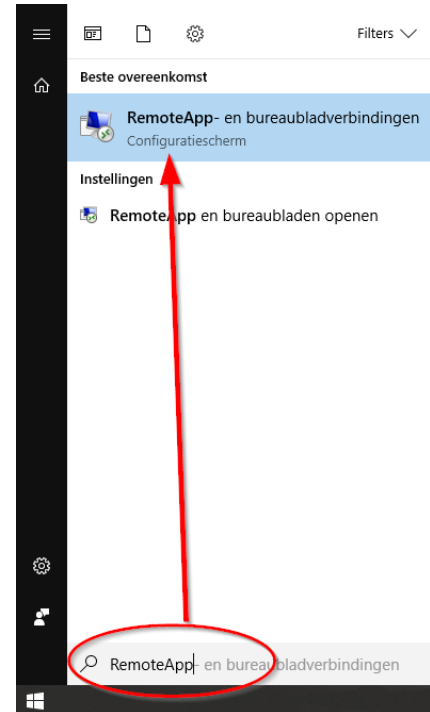 Filters
Beste overeenkomst
RemoteApp- en bureaubladverbindingen
Configuratiescherm
Instellingen
RemoteApp en bureaubladen openen
RemoteApp- en bureaubladverbindingen